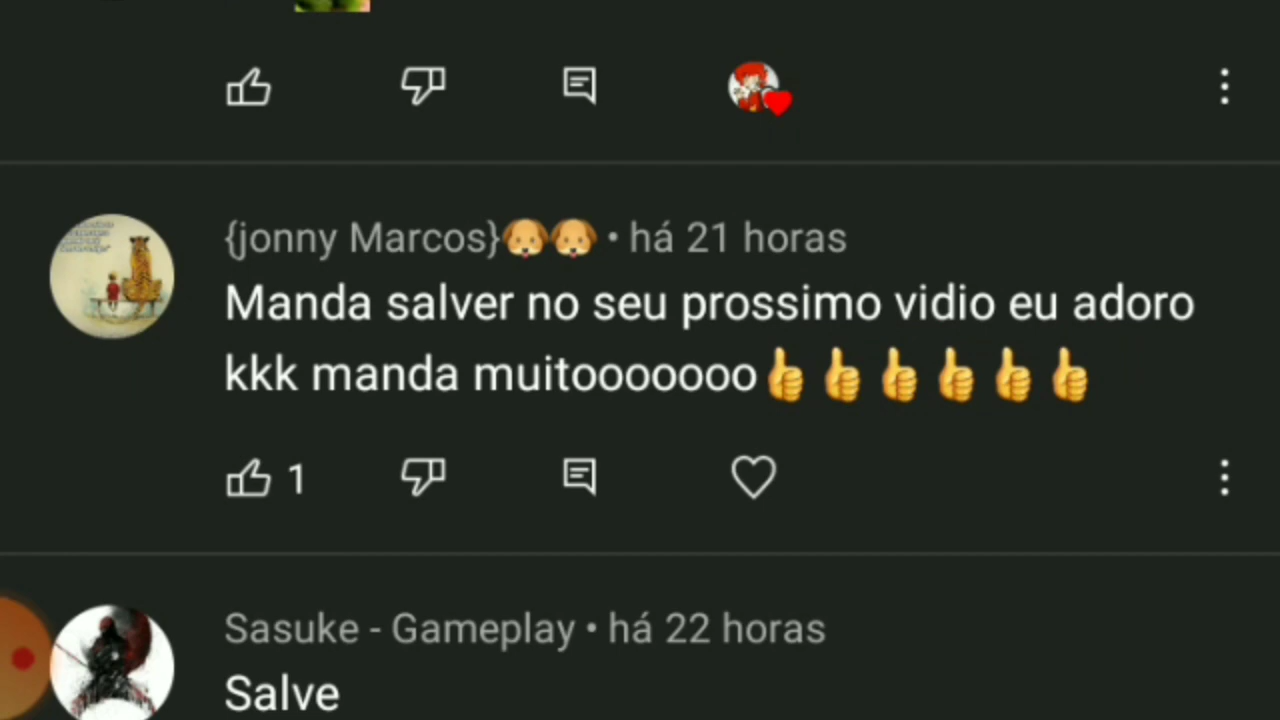 {jonny Marcos}🐶🐶 • há 21 horas
Manda salver no seu prossimo vidio eu adoro
kkk manda muitooooooo👍👍👍👍👍👍
1
Sasuke - Gameplay • há 22 horas
Salve